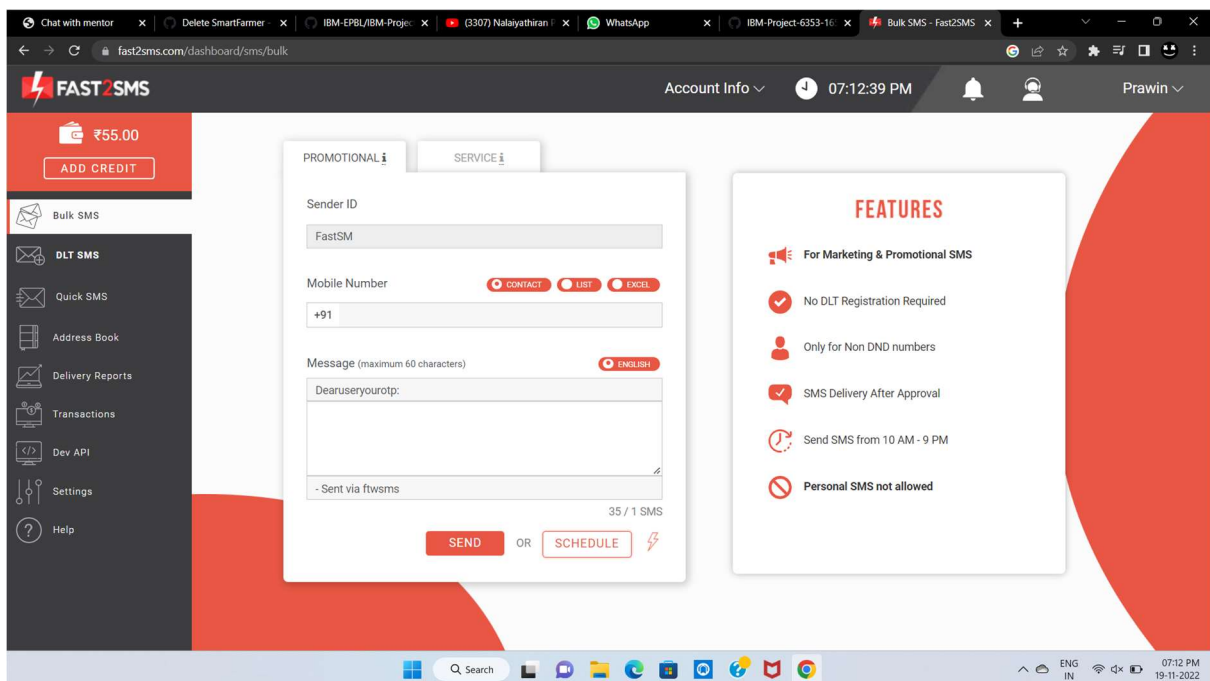 Chat with mentor
Delete SmartFarmer -
IBM-EPBL/IBM-Projec
(3307) Nalaiyathiran P
WhatsApp
IBM-Project-6353-16
Bulk SMS - Fast2SMS
fast2sms.com/dashboard/sms/bulk
FAST2SMS
Account Info
07:12:39 PM
Prawin
₹55.00
ADD CREDIT
Bulk SMS
DLT SMS
Quick SMS
Address Book
Delivery Reports
Transactions
Dev API
Settings
Help
PROMOTIONAL i
SERVICE i
Sender ID
FastSM
Mobile Number
CONTACT LIST EXCEL
+91
Message (maximum 60 characters)
ENGLISH
Dearuseryourotp:
- Sent via ftwsms
35 / 1 SMS
SEND OR SCHEDULE
FEATURES
For Marketing & Promotional SMS
No DLT Registration Required
Only for Non DND numbers
SMS Delivery After Approval
Send SMS from 10 AM - 9 PM
Personal SMS not allowed
Search
ENG
IN
07:12 PM
19-11-2022